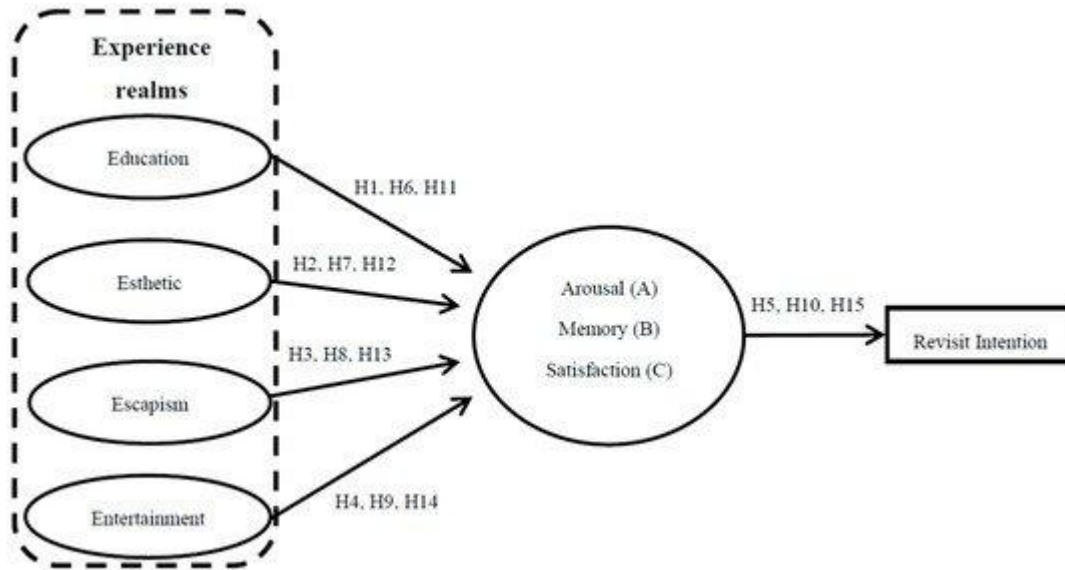 Experience
realms
Education
H1, H6, H11
Esthetic
H2, H7, H12
Escapism
H3, H8, H13
Entertainment
H4, H9, H14
Arousal (A)
Memory (B)
Satisfaction (C)
H5, H10, H15
Revisit Intention